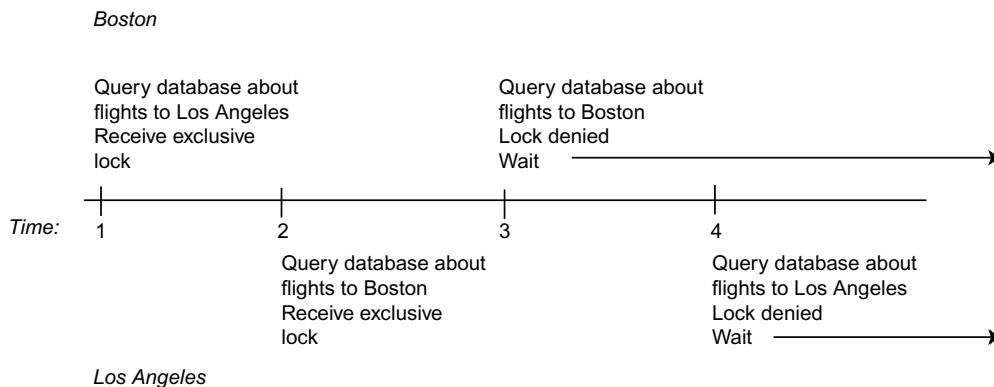 Boston
Query database about
flights to Los Angeles
Receive exclusive
lock
Query database about
flights to Boston
Lock denied
Wait
Time:
1
2
3
4
Query database about
flights to Boston
Receive exclusive
lock
Query database about
flights to Los Angeles
Lock denied
Wait
Los Angeles